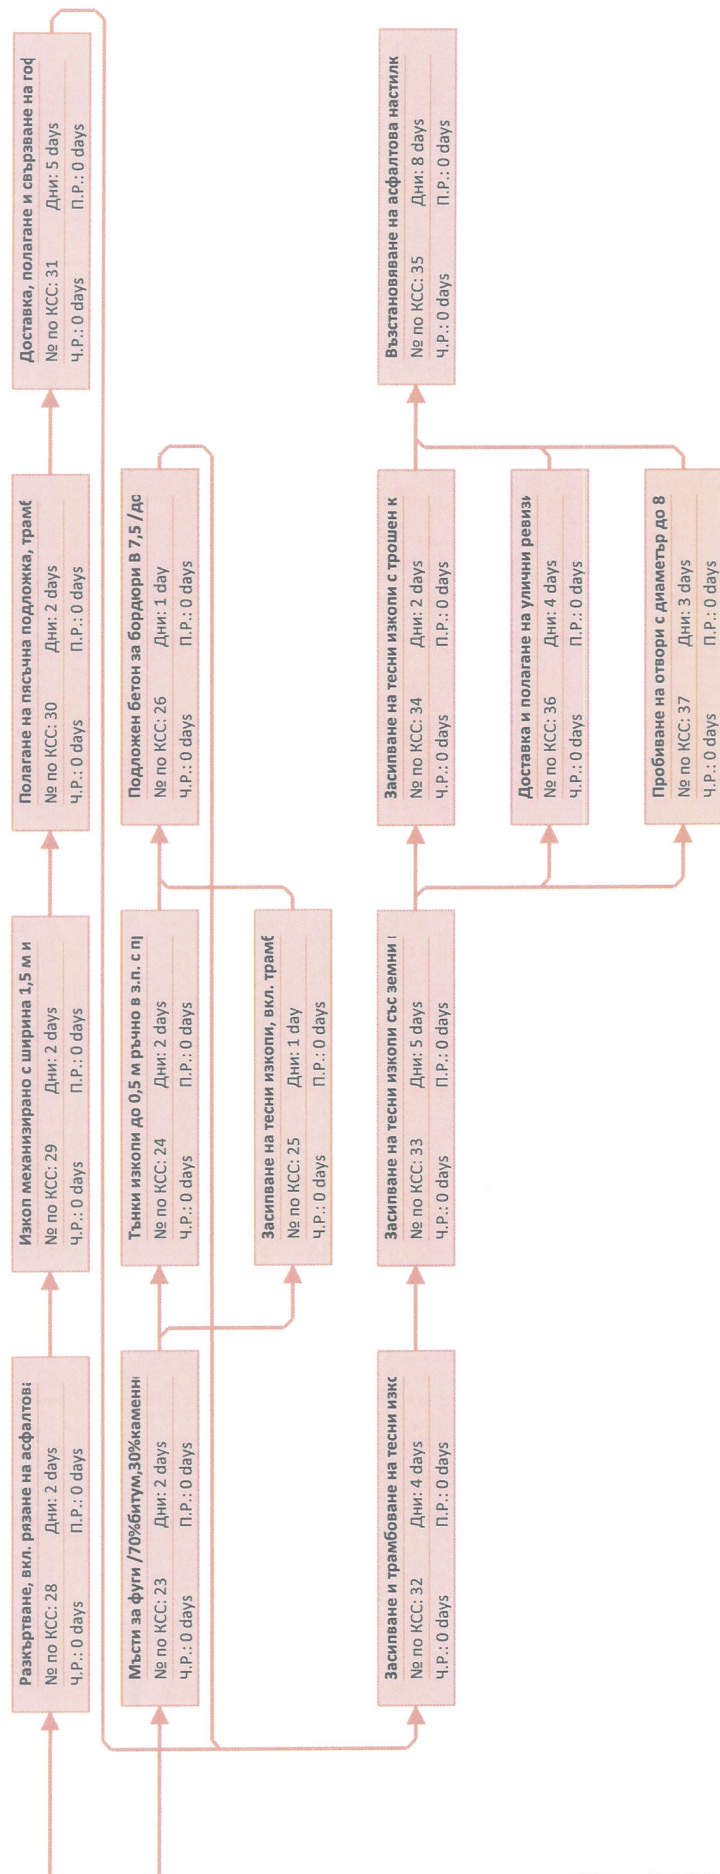 Разкъртване, вкл. рязане на асфалтова
№ по КСС: 28 Дни: 2 days
Ч.Р.: 0 days П.Р.: 0 days
Изкоп механизирано с ширина 1,5 м и
№ по КСС: 29 Дни: 2 days
Ч.Р.: 0 days П.Р.: 0 days
Полагане на пясъчна подложка, трамб
№ по КСС: 30 Дни: 2 days
Ч.Р.: 0 days П.Р.: 0 days
Доставка, полагане и свързване на гоф
№ по КСС: 31 Дни: 5 days
Ч.Р.: 0 days П.Р.: 0 days
Мъсти за фуги /70%битум,30%каменно
№ по КСС: 23 Дни: 2 days
Ч.Р.: 0 days П.Р.: 0 days
Тънки изкопи до 0,5 м ръчно в з.п. с пр
№ по КСС: 24 Дни: 2 days
Ч.Р.: 0 days П.Р.: 0 days
Подложен бетон за бордюри В 7,5 /до
№ по КСС: 26 Дни: 1 day
Ч.Р.: 0 days П.Р.: 0 days
Засипване на тесни изкопи, вкл. трамб
№ по КСС: 25 Дни: 1 day
Ч.Р.: 0 days П.Р.: 0 days
Засипване и трамбоване на тесни изко
№ по КСС: 32 Дни: 4 days
Ч.Р.: 0 days П.Р.: 0 days
Засипване на тесни изкопи със земни
№ по КСС: 33 Дни: 5 days
Ч.Р.: 0 days П.Р.: 0 days
Засипване на тесни изкопи с трошен к
№ по КСС: 34 Дни: 2 days
Ч.Р.: 0 days П.Р.: 0 days
Възстановяване на асфалтова настилк
№ по КСС: 35 Дни: 8 days
Ч.Р.: 0 days П.Р.: 0 days
Доставка и полагане на улични ревизи
№ по КСС: 36 Дни: 4 days
Ч.Р.: 0 days П.Р.: 0 days
Пробиване на отвори с диаметър до 8
№ по КСС: 37 Дни: 3 days
Ч.Р.: 0 days П.Р.: 0 days